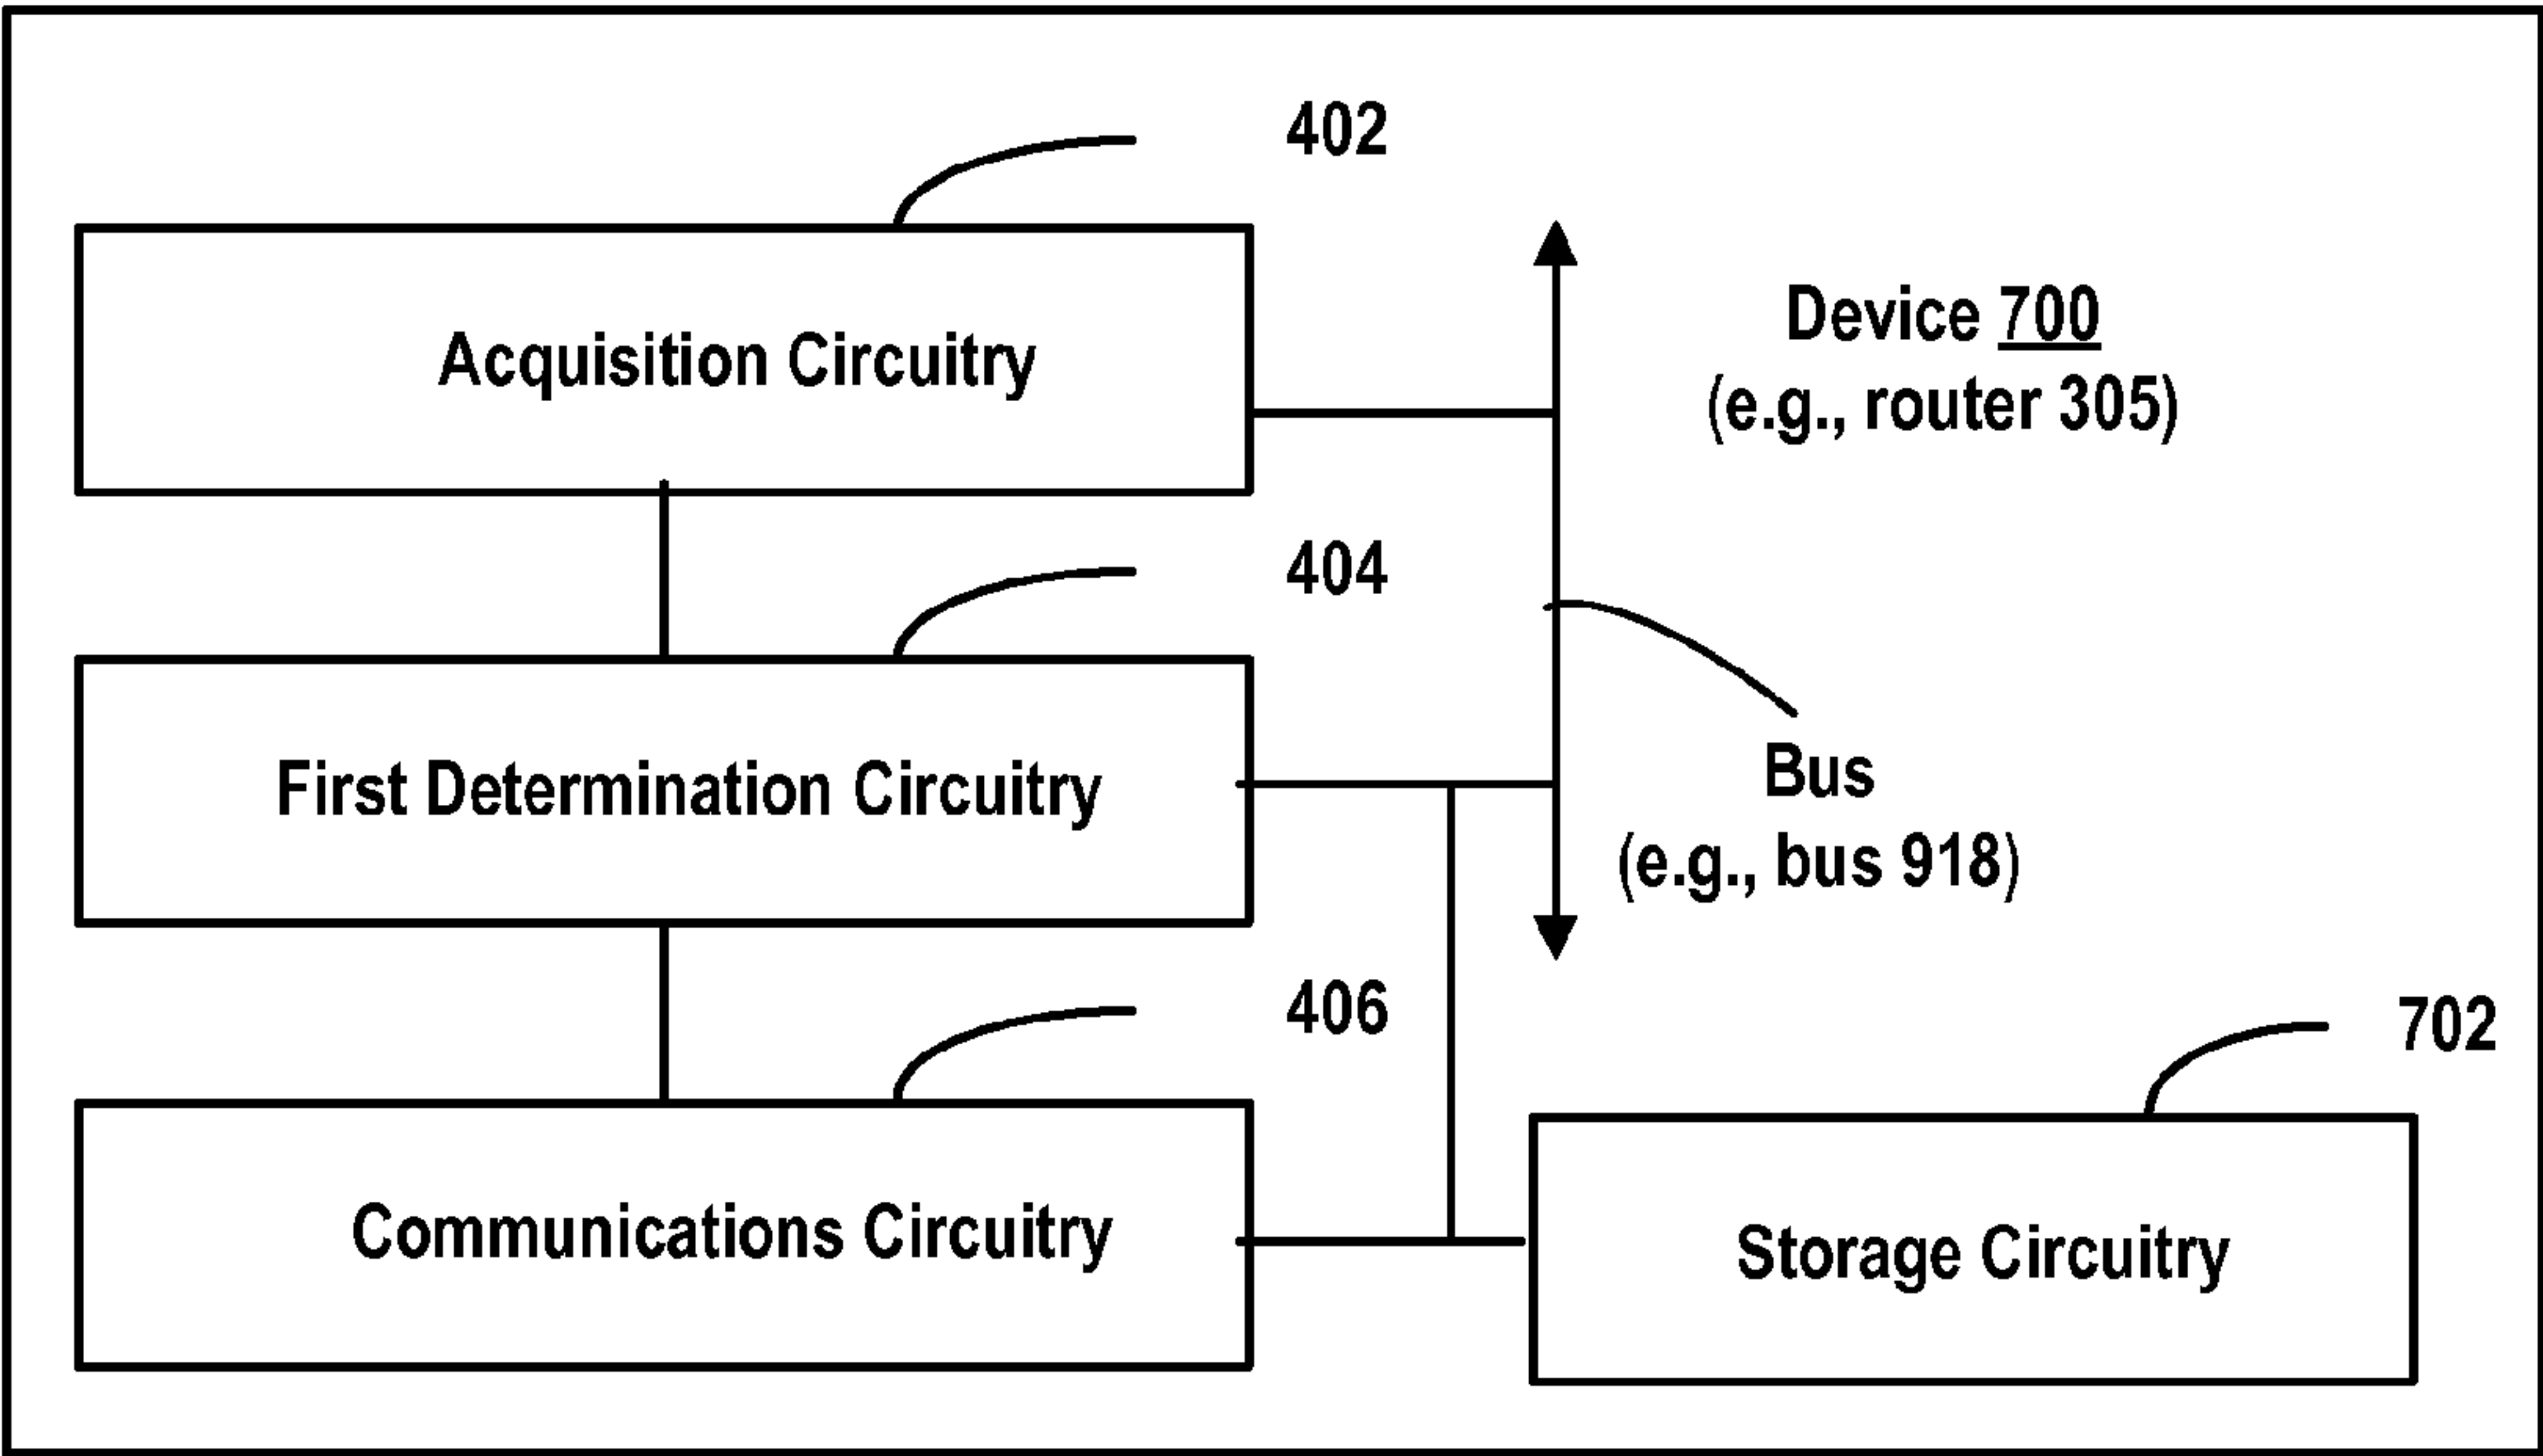 402
Acquisition Circuitry
Device 700
(e.g., router 305)
404
First Determination Circuitry
Bus
(e.g., bus 918)
406
702
Communications Circuitry
Storage Circuitry